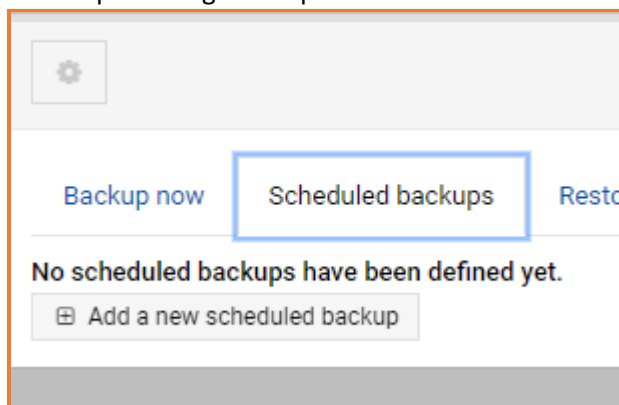 Backup now
Scheduled backups
No scheduled backups have been defined yet.
Add a new scheduled backup